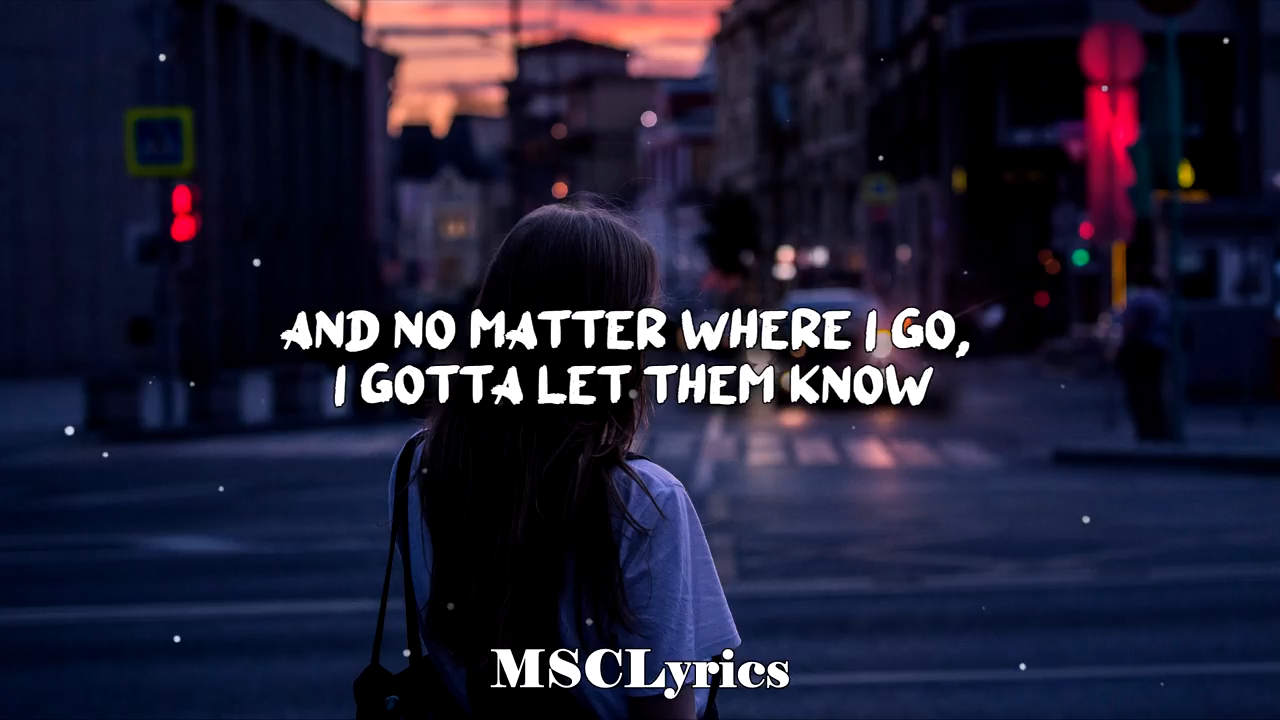 AND NO MATTER WHERE I GO,
I GOTTA LET THEM KNOW
MSCLyrics